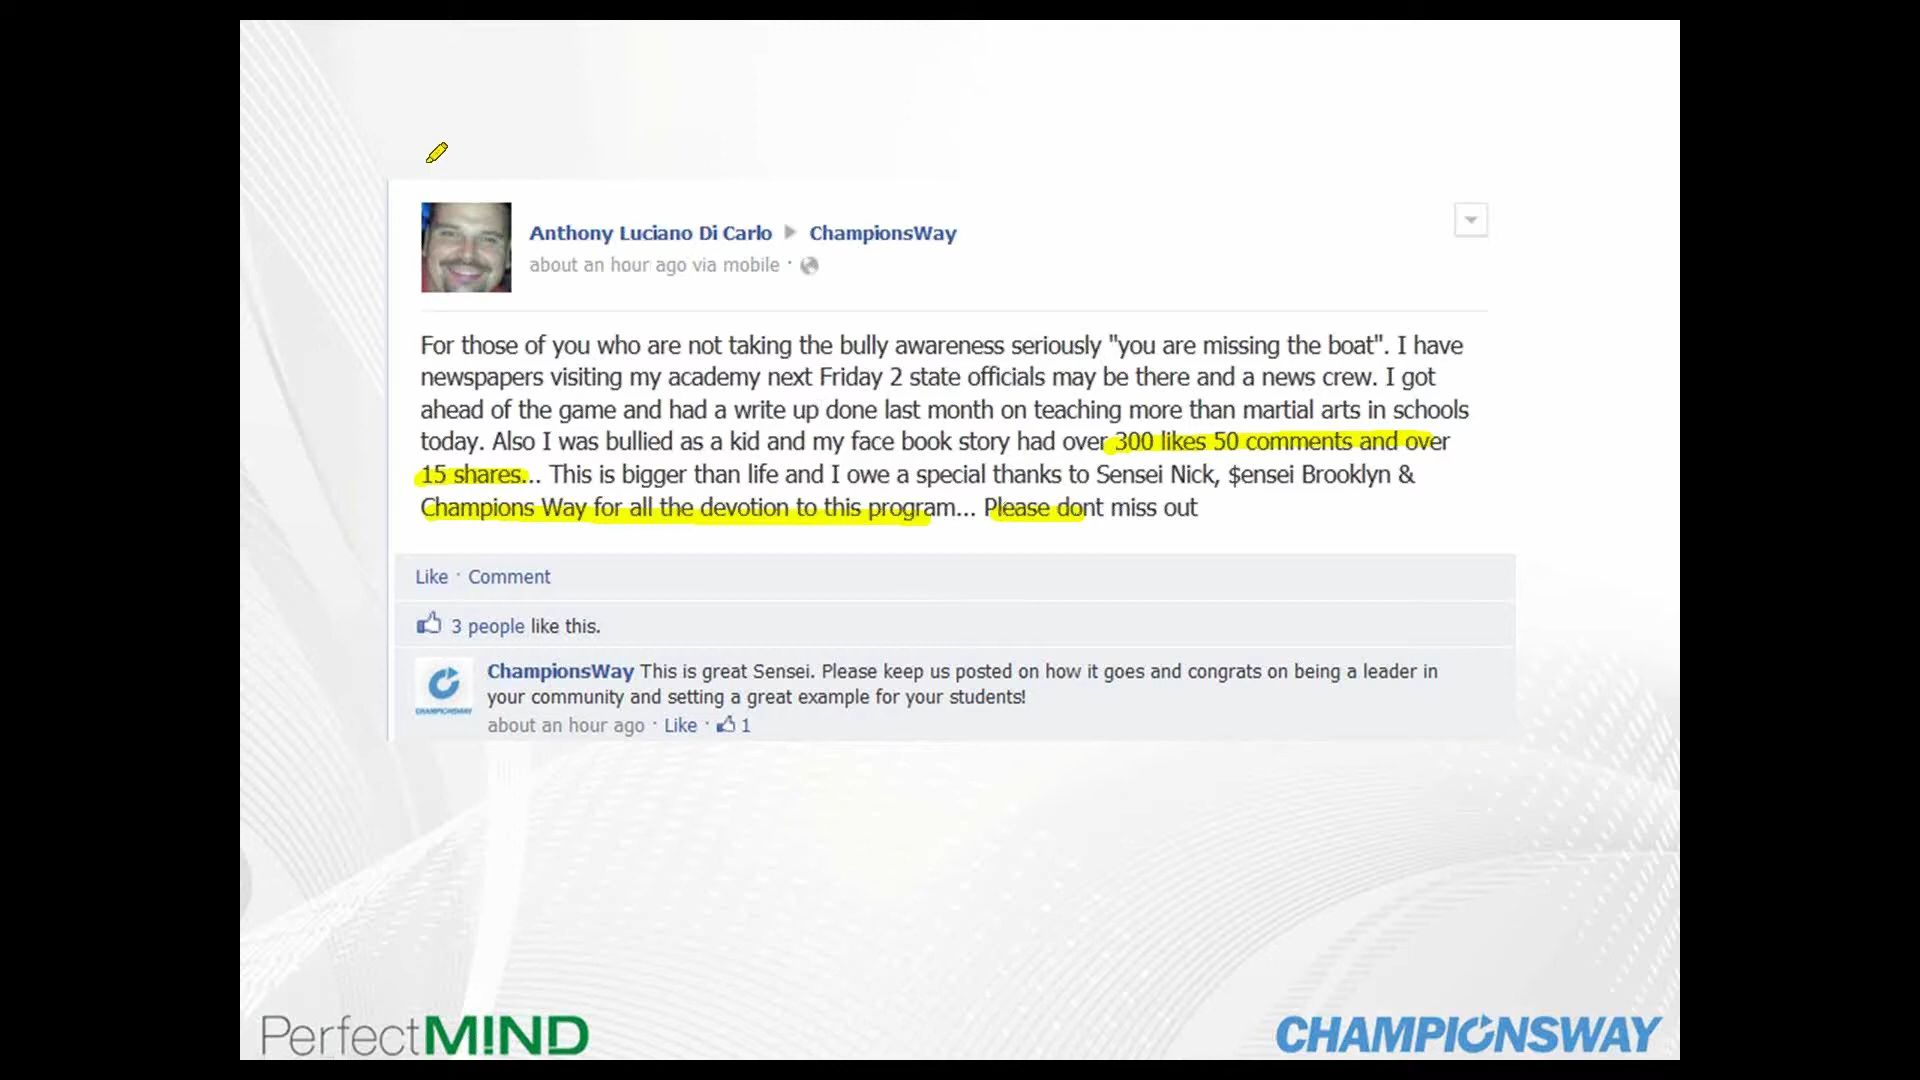 Anthony Luciano Di Carlo ChampionsWay
about an hour ago via mobile ·
For those of you who are not taking the bully awareness seriously "you are missing the boat". I have
newspapers visiting my academy next Friday 2 state officials may be there and a news crew. I got
ahead of the game and had a write up done last month on teaching more than martial arts in schools
today. Also I was bullied as a kid and my face book story had over 300 likes 50 comments and over
15 shares... This is bigger than life and I owe a special thanks to Sensei Nick, $ensei Brooklyn &
Champions Way for all the devotion to this program... Please dont miss out
Like · Comment
3 people like this.
ChampionsWay This is great Sensei. Please keep us posted on how it goes and congrats on being a leader in
your community and setting a great example for your students!
CHAMPIONSWAY
about an hour ago · Like · 1
PerfectM!ND
CHAMPIONSWAY